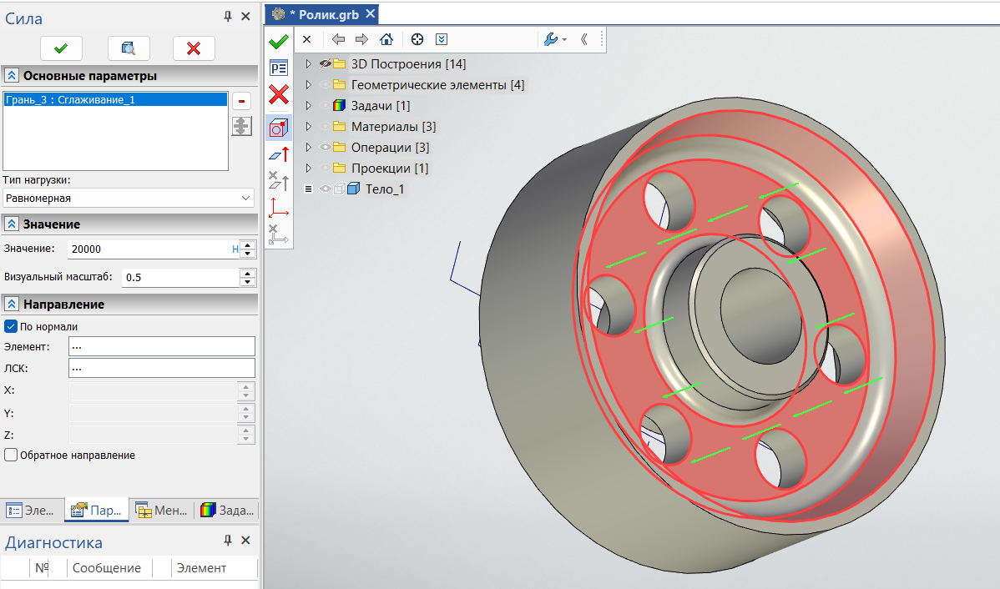 Сила
Основные параметры
Грань_3 : Сглаживание_1
Тип нагрузки:
Равномерная
Значение
Значение: 20000 Н
Визуальный масштаб: 0.5
Направление
По нормали
Элемент: ...
ЛСК: ...
X:
Y:
Z:
Обратное направление
Эле... Пар... Мен... Зада...
Диагностика
№ Сообщение Элемент
* Ролик.grb
3D Построения [14]
Геометрические элементы [4]
Задачи [1]
Материалы [3]
Операции [3]
Проекции [1]
Тело_1